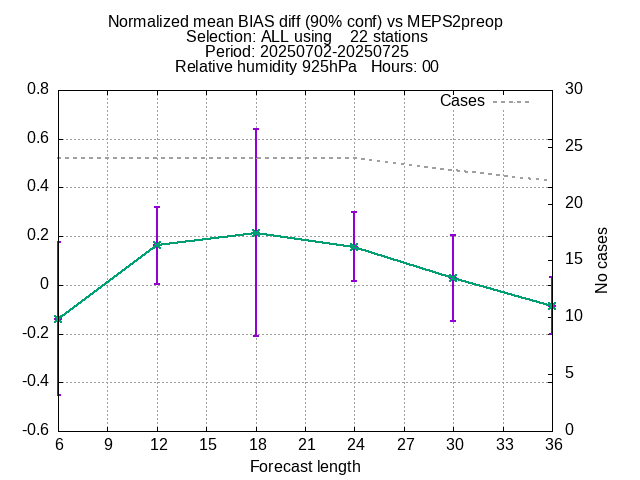 Normalized mean BIAS diff (90% conf) vs MEPS2preop
Selection: ALL using    22 stations
Period: 20250702-20250725
Relative humidity 925hPa   Hours: 00
Cases
0.8
0.6
0.4
0.2
0
-0.2
-0.4
-0.6
30
25
20
15
10
5
0
No cases
6 9 12 15 18 21 24 27 30 33 36
Forecast length